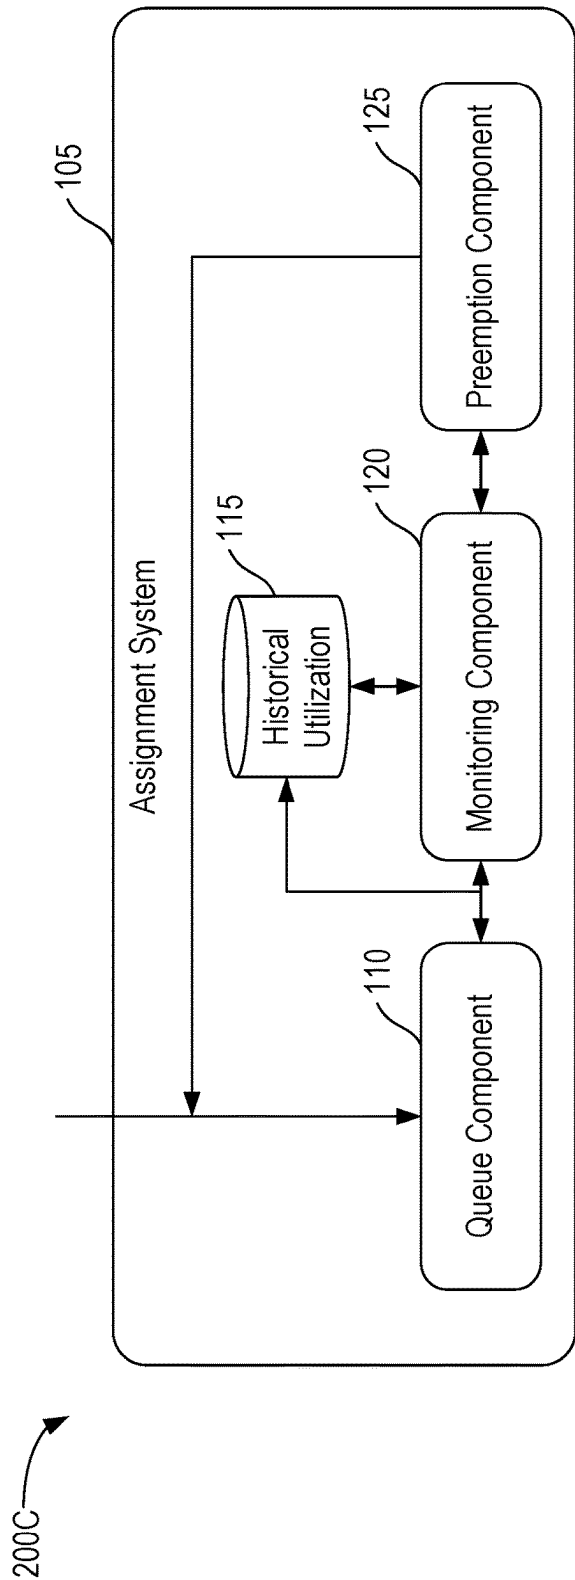 200C
105
Assignment System
115
Historical
Utilization
110
Queue Component
120
Monitoring Component
125
Preemption Component